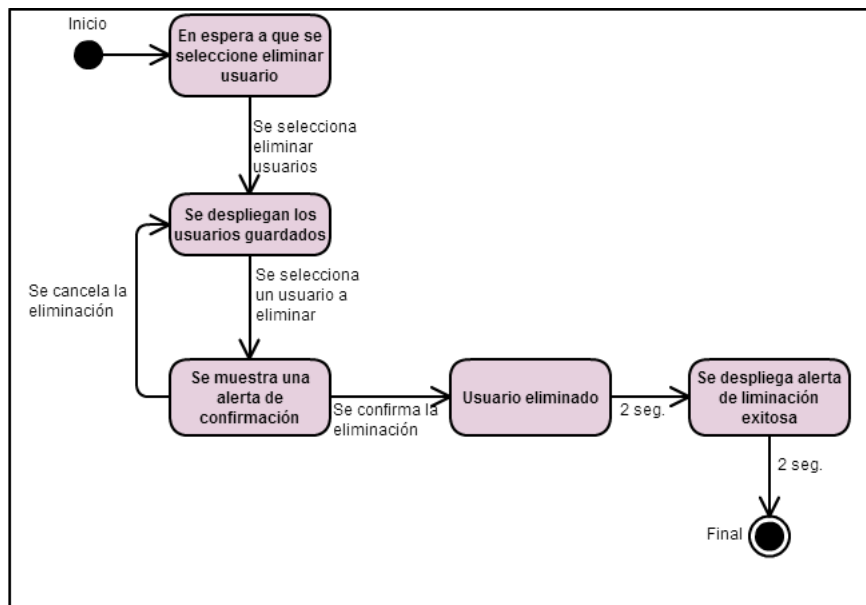 Inicio
En espera a que se
seleccione eliminar
usuario
Se selecciona
eliminar
usuarios
Se despliegan los
usuarios guardados
Se selecciona
un usuario a
eliminar
Se cancela la
eliminación
Se muestra una
alerta de
confirmación
Se confirma la
eliminación
Usuario eliminado
2 seg.
Se despliega alerta
de liminación
exitosa
2 seg.
Final